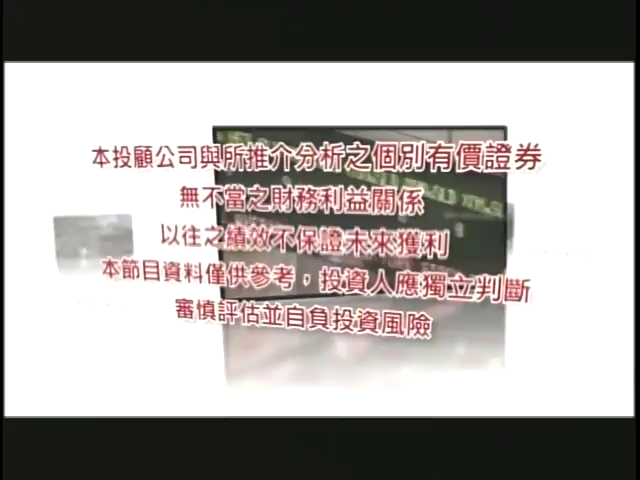 本投顧公司與所推介分析之個別有價證券
無不當之財務利益關係
以往之績效不保證未來獲利
本節目資料僅供參考，投資人應獨立判斷
審慎評估並自負投資風險